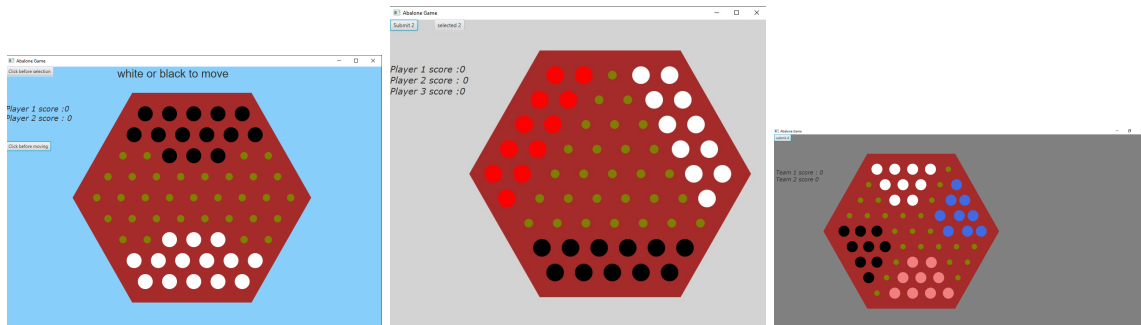 Abalone Game
Click before selection
white or black to move
Player 1 score :0
Player 2 score : 0
Click before moving
Abalone Game
Submit 2
selected 2
Player 1 score :0
Player 2 score : 0
Player 3 score :0
Abalone Game
Team 1 score : 0
Team 2 score 0